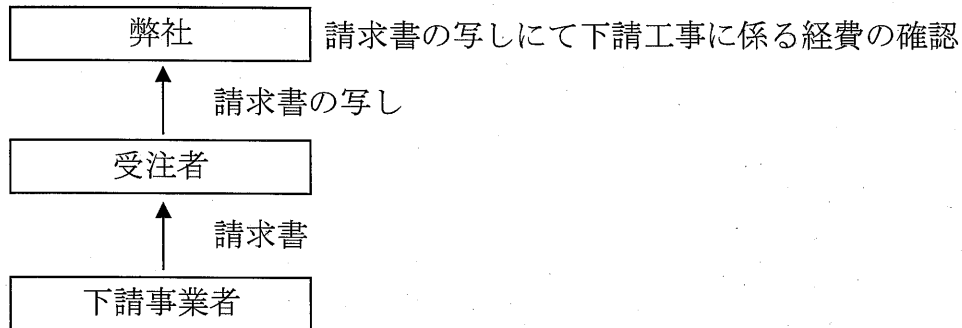 弊社
請求書の写しにて下請工事に係る経費の確認
請求書の写し
受注者
請求書
下請事業者